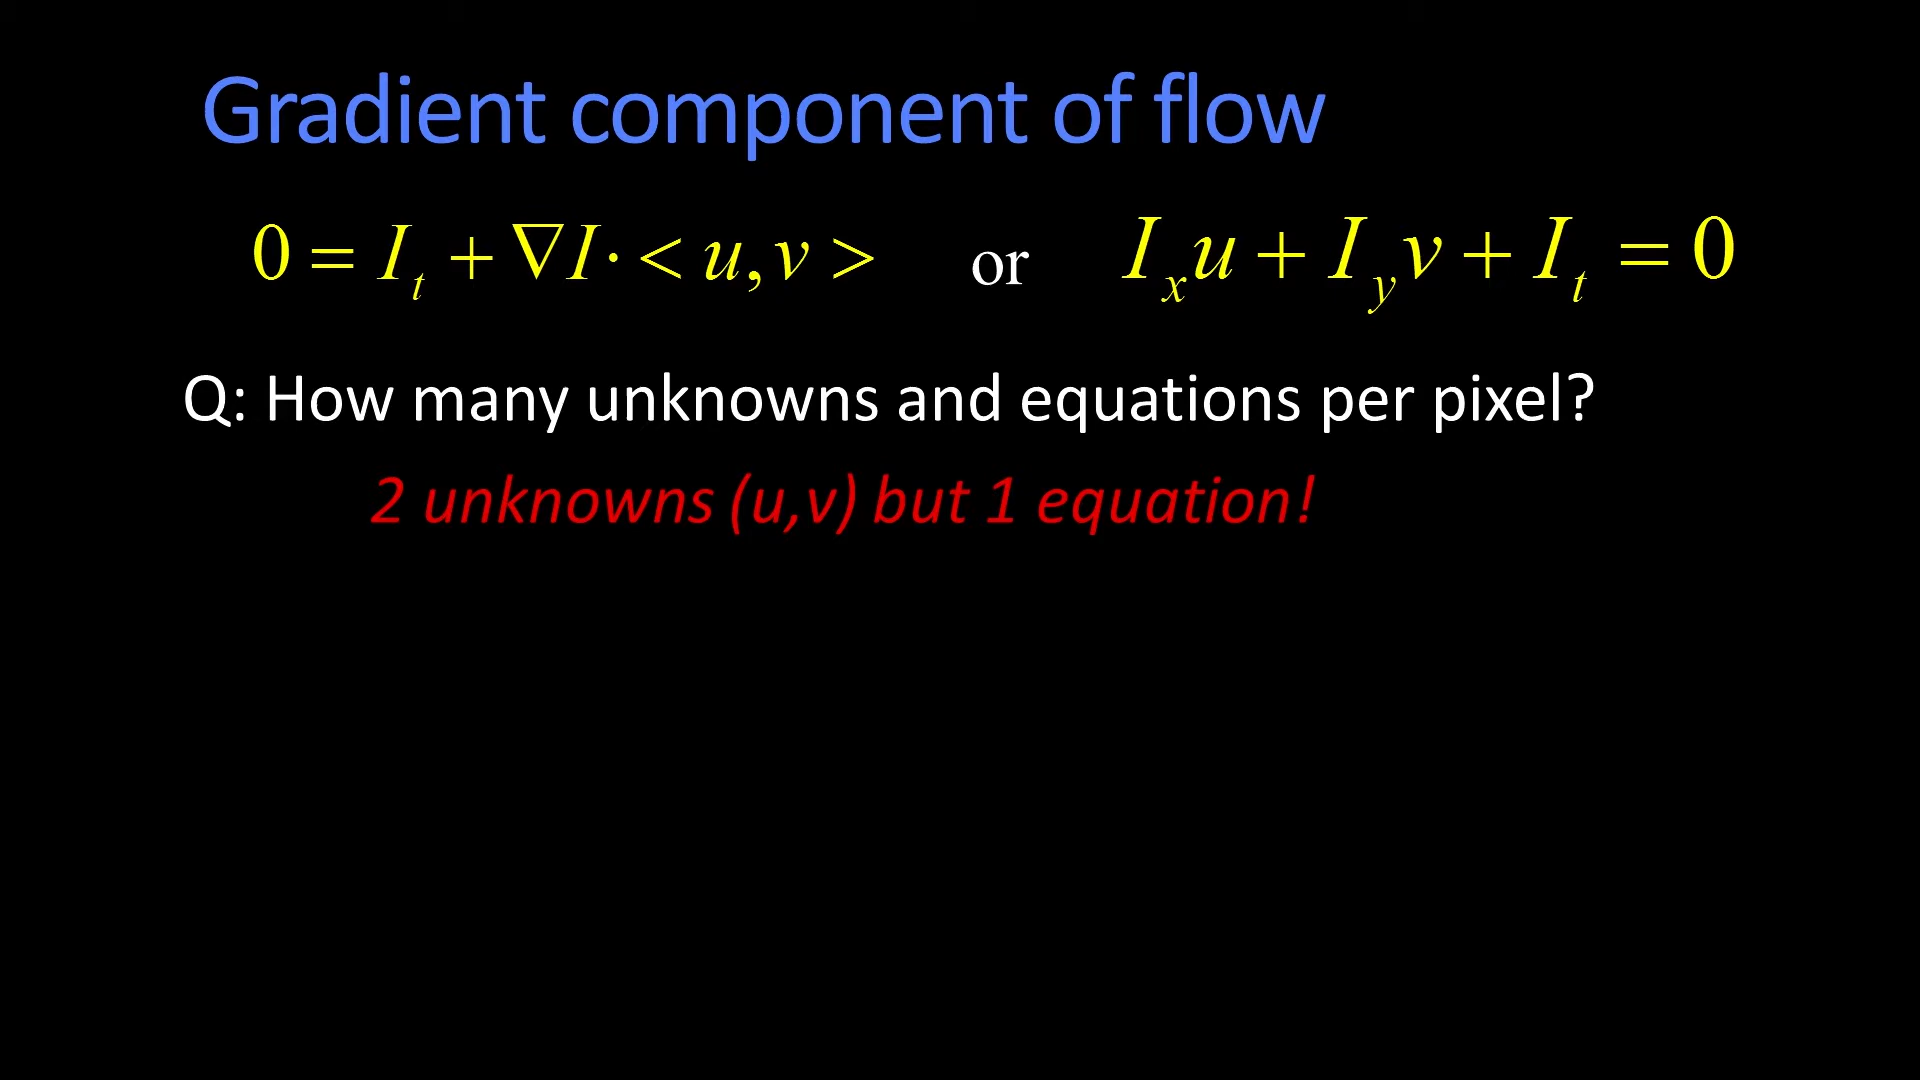 Gradient component of flow
0 = I_t + ∇I · < u, v > or I_x u + I_y v + I_t = 0
Q: How many unknowns and equations per pixel?
2 unknowns (u,v) but 1 equation!